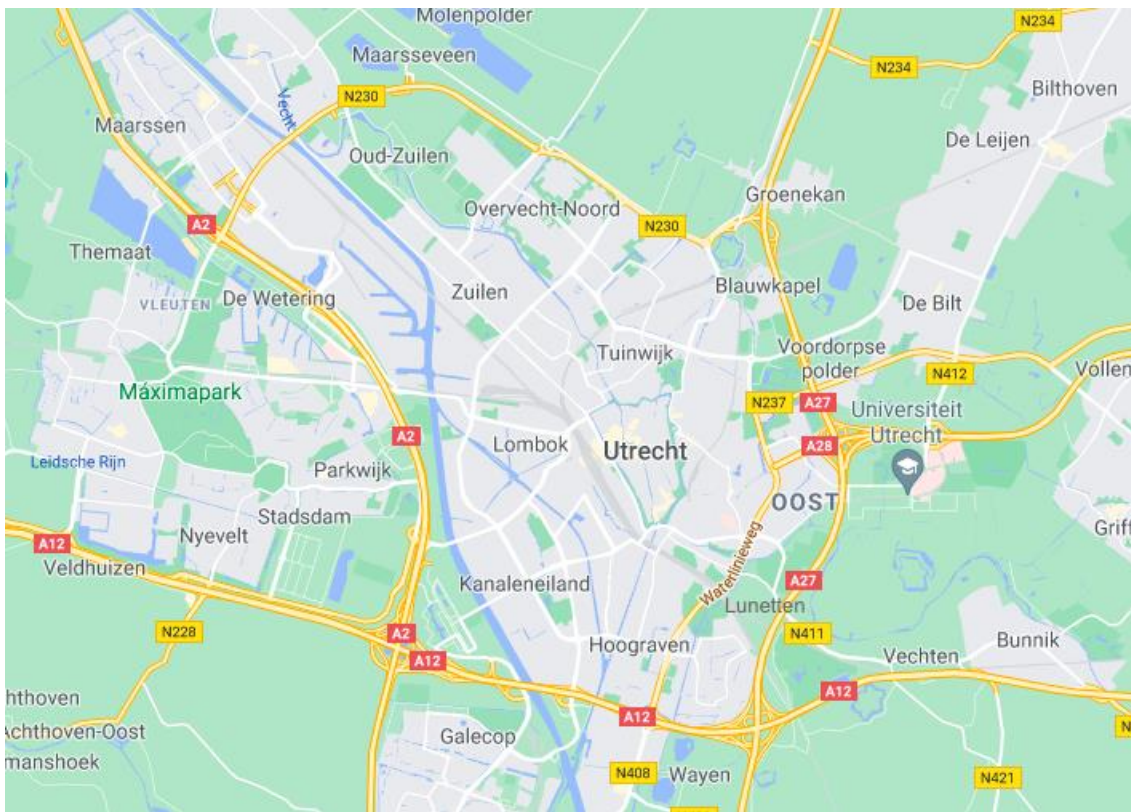 Molenpolder
N234
Maarsseveen
N234
Bilthoven
N230
Vecht
Maarssen
De Leijen
Oud-Zuilen
Groenekan
Overvecht-Noord
A2
N230
Themaat
Blauwkapel
Zuilen
De Wetering
VLEUTEN
De Bilt
Voordorpse
polder
Tuinwijk
Vollen
N412
Máximapark
N237
A27
Universiteit
Utrecht
A2
Lombok
Utrecht
A28
Leidsche Rijn
Parkwijk
OOST
Stadsdam
Griff
Nyevelt
A12
Veldhuizen
Waterlinieweg
Kanaleneiland
A27
Lunetten
N228
A2
N411
Hoograven
Bunnik
Vechten
A12
A12
hthoven
A12
Achthoven-Oost
Galecop
N
manshoek
N408
Wayen
N421